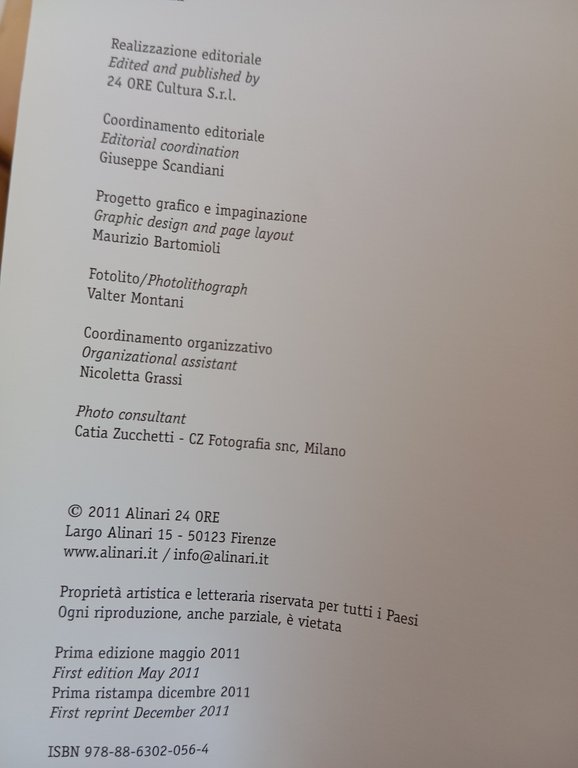 Realizzazione editoriale
Edited and published by
24 ORE Cultura S.r.l.
Coordinamento editoriale
Editorial coordination
Giuseppe Scandiani
Progetto grafico e impaginazione
Graphic design and page layout
Maurizio Bartomioli
Fotolito/Photolithograph
Valter Montani
Coordinamento organizzativo
Organizational assistant
Nicoletta Grassi
Photo consultant
Catia Zucchetti - CZ Fotografia snc, Milano
© 2011 Alinari 24 ORE
Largo Alinari 15 - 50123 Firenze
www.alinari.it / info@alinari.it
Proprietà artistica e letteraria riservata per tutti i Paesi
Ogni riproduzione, anche parziale, è vietata
Prima edizione maggio 2011
First edition May 2011
Prima ristampa dicembre 2011
First reprint December 2011
ISBN 978-88-6302-056-4